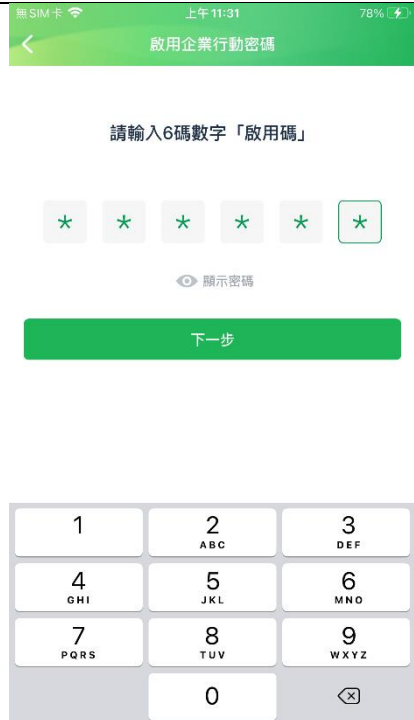 無SIM卡 上午11:31 78%
啟用企業行動密碼
請輸入6碼數字「啟用碼」
* * * * * *
顯示密碼
下一步
1 2 3
ABC DEF
4 5 6
GHI JKL MNO
7 8 9
PQRS TUV WXYZ
0